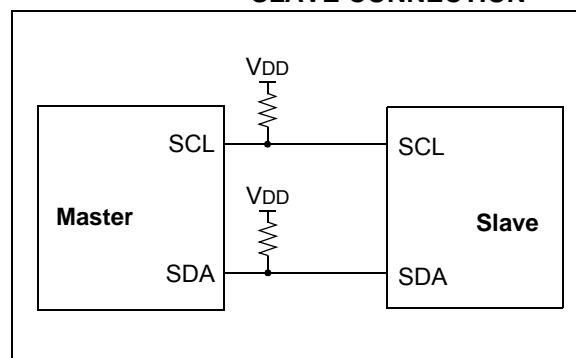 SLAVE CONNECTION
VDD
SCL
SCL
VDD
Master
Slave
SDA
SDA